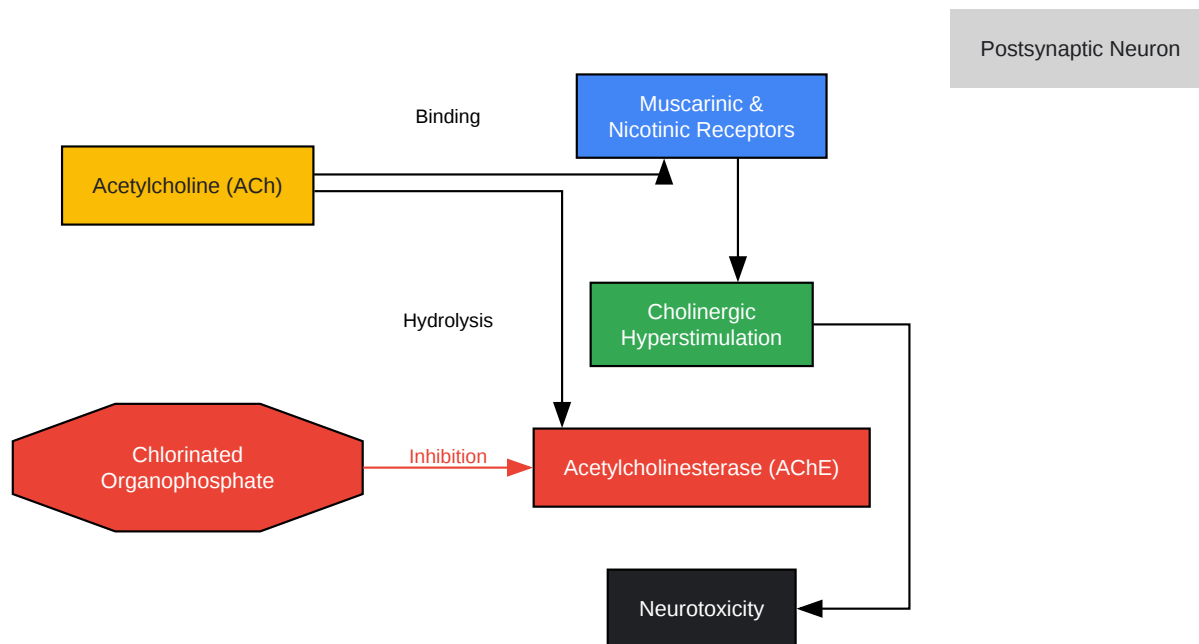 Postsynaptic Neuron
Muscarinic &
Nicotinic Receptors
Binding
Acetylcholine (ACh)
Cholinergic
Hyperstimulation
Hydrolysis
Chlorinated
Organophosphate
Inhibition
Acetylcholinesterase (AChE)
Neurotoxicity